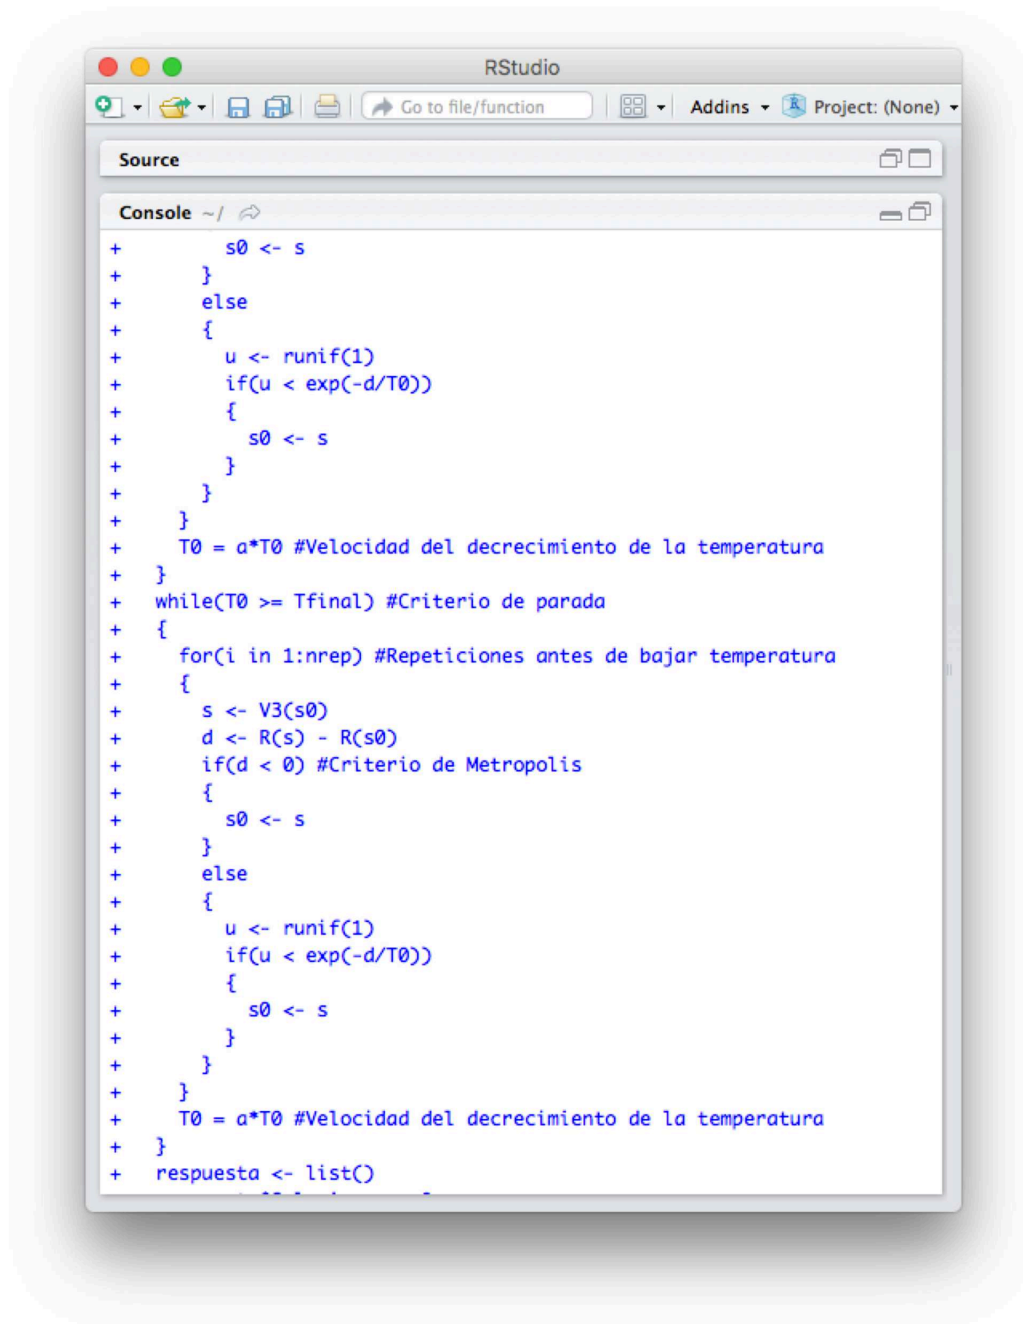 RStudio
Go to file/function
Addins
Project: (None)
Source
Console ~/
+         s0 <- s
+       }
+       else
+       {
+         u <- runif(1)
+         if(u < exp(-d/T0))
+         {
+           s0 <- s
+         }
+       }
+     }
+     T0 = a*T0 #Velocidad del decrecimiento de la temperatura
+   }
+   while(T0 >= Tfinal) #Criterio de parada
+   {
+     for(i in 1:nrep) #Repeticiones antes de bajar temperatura
+     {
+       s <- V3(s0)
+       d <- R(s) - R(s0)
+       if(d < 0) #Criterio de Metropolis
+       {
+         s0 <- s
+       }
+       else
+       {
+         u <- runif(1)
+         if(u < exp(-d/T0))
+         {
+           s0 <- s
+         }
+       }
+     }
+     T0 = a*T0 #Velocidad del decrecimiento de la temperatura
+   }
+   respuesta <- list()